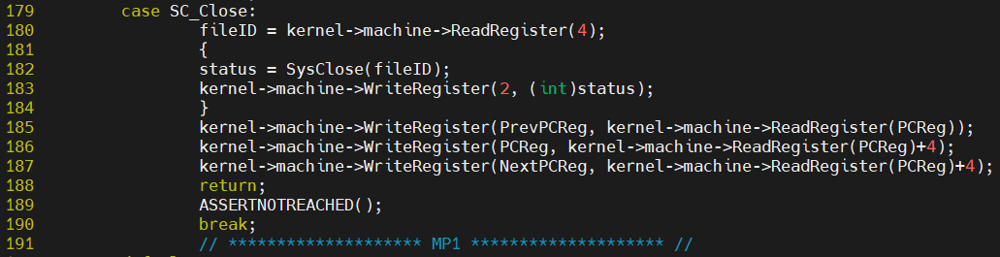 179         case SC_Close:
180                 fileID = kernel->machine->ReadRegister(4);
181                 {
182                 status = SysClose(fileID);
183                 kernel->machine->WriteRegister(2, (int)status);
184                 }
185                 kernel->machine->WriteRegister(PrevPCReg, kernel->machine->ReadRegister(PCReg));
186                 kernel->machine->WriteRegister(PCReg, kernel->machine->ReadRegister(PCReg)+4);
187                 kernel->machine->WriteRegister(NextPCReg, kernel->machine->ReadRegister(PCReg)+4);
188                 return;
189                 ASSERTNOTREACHED();
190                 break;
191                 // ******************** MP1 ******************** //